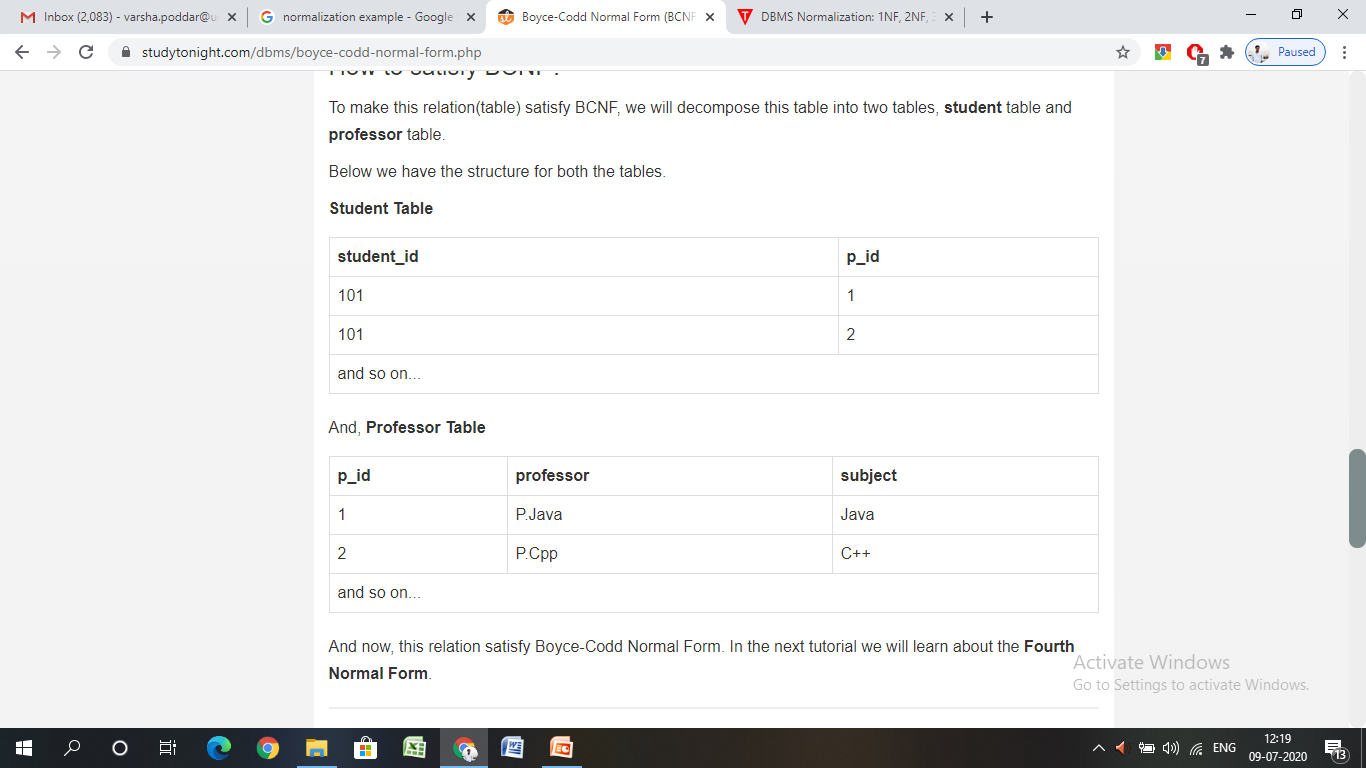 Inbox (2,083) - varsha.poddar@u
normalization example - Google
Boyce-Codd Normal Form (BCNF
DBMS Normalization: 1NF, 2NF,
studytonight.com/dbms/boyce-codd-normal-form.php
7
Paused
How to satisfy BCNF?
To make this relation(table) satisfy BCNF, we will decompose this table into two tables, student table and
professor table.
Below we have the structure for both the tables.
Student Table
student_id p_id
101 1
101 2
and so on...
And, Professor Table
p_id professor subject
1 P.Java Java
2 P.Cpp C++
and so on...
And now, this relation satisfy Boyce-Codd Normal Form. In the next tutorial we will learn about the Fourth
Normal Form.
Activate Windows
Go to Settings to activate Windows.
ENG
12:19
09-07-2020
13